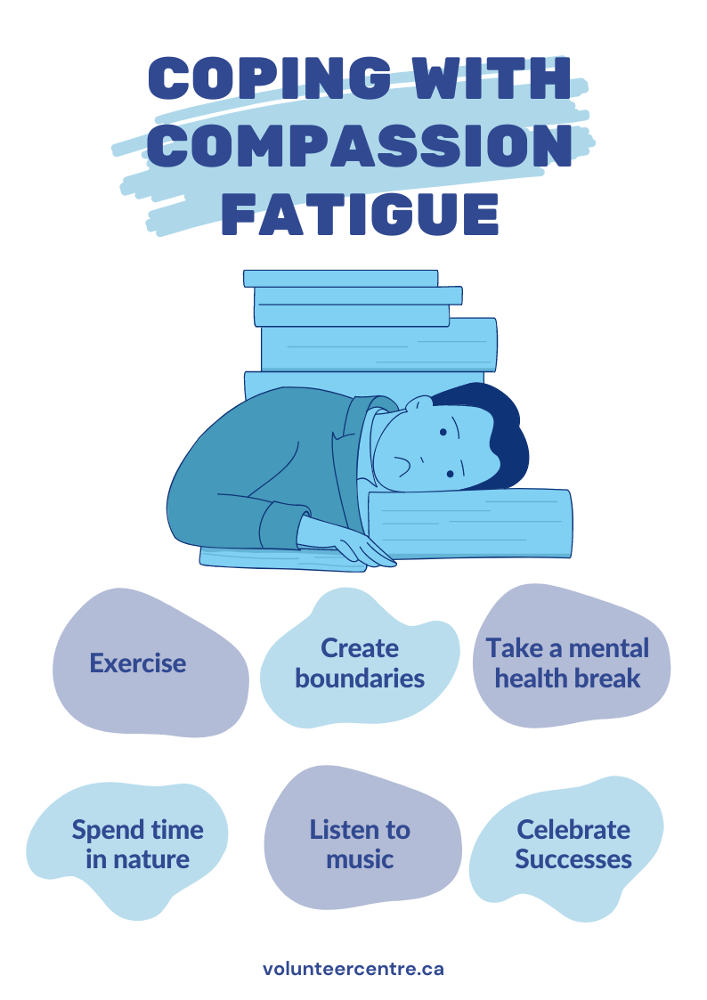 COPING WITH
COMPASSION
FATIGUE
Exercise
Create
boundaries
Take a mental
health break
Spend time
in nature
Listen to
music
Celebrate
Successes
volunteercentre.ca